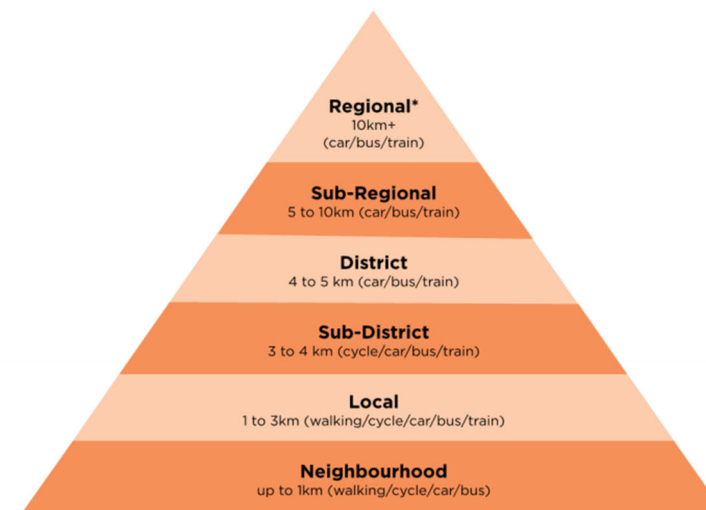 Regional*
10km+
(car/bus/train)
Sub-Regional
5 to 10km (car/bus/train)
District
4 to 5 km (car/bus/train)
Sub-District
3 to 4 km (cycle/car/bus/train)
Local
1 to 3km (walking/cycle/car/bus/train)
Neighbourhood
up to 1km (walking/cycle/car/bus)